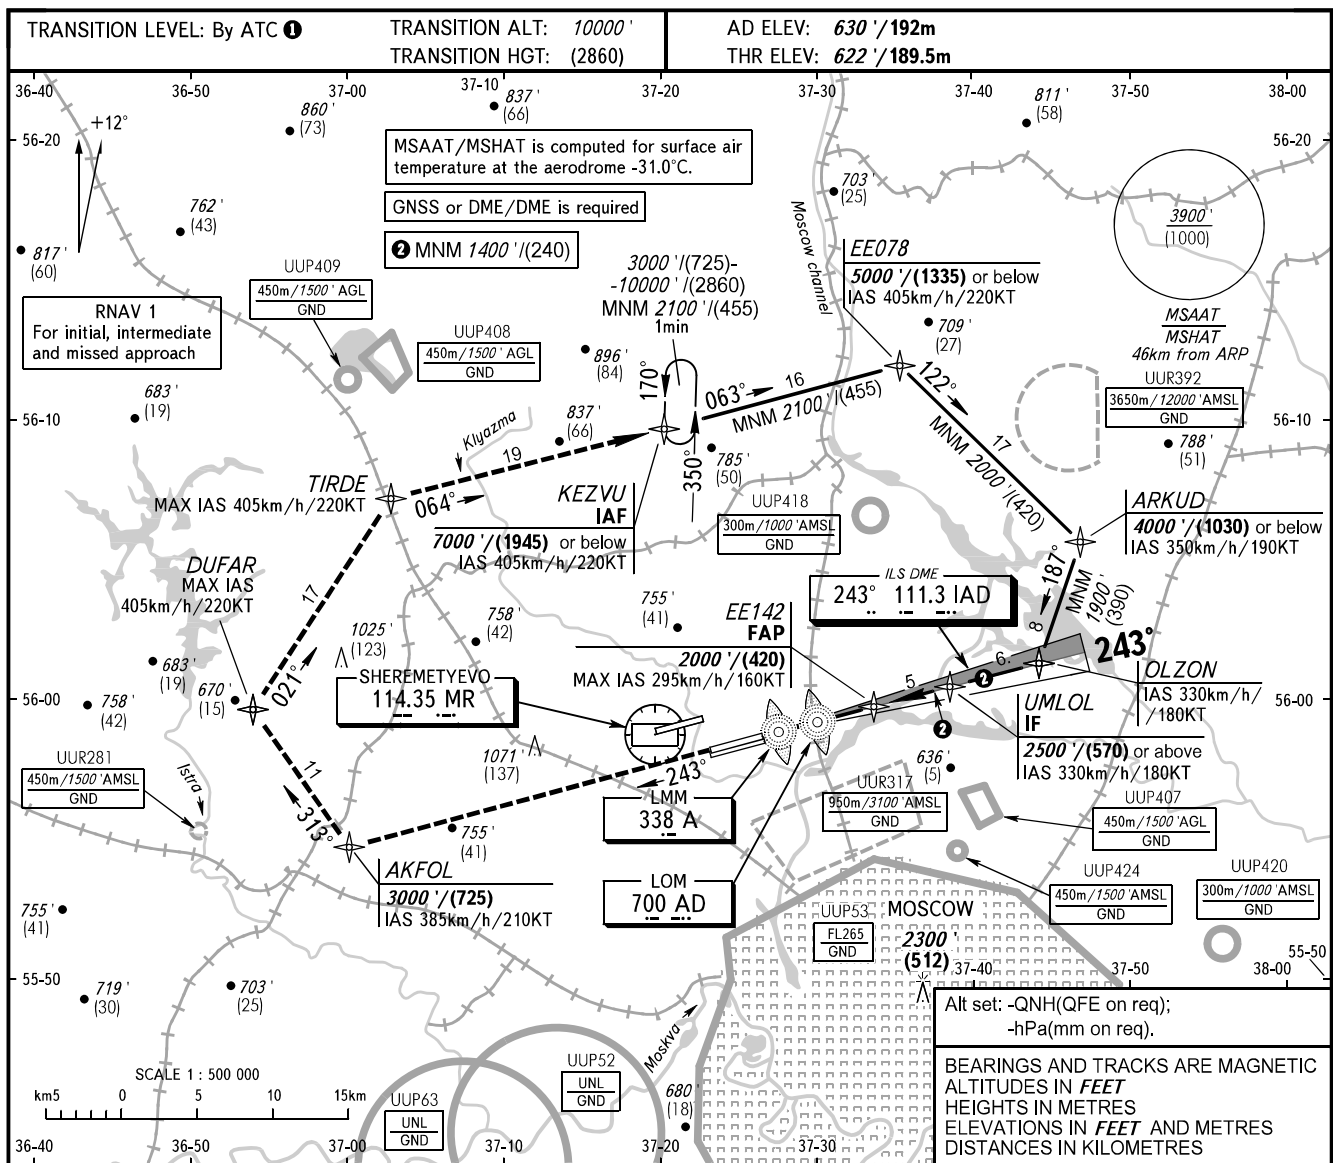 TRANSITION LEVEL: By ATC ❶
TRANSITION ALT: 10000'
TRANSITION HGT: (2860)
AD ELEV: 630 '/192m
THR ELEV: 622 '/189.5m
36-40
36-50
37-00
37-10
37-20
37-30
37-40
37-50
38-00
+12°
56-20
860 '
(73)
837 '
(66)
811 '
(58)
56-20
MSAAT/MSHAT is computed for surface air
temperature at the aerodrome -31.0°C.
GNSS or DME/DME is required
❷ MNM 1400 '/(240)
703 '
(25)
Moscow channel
3900 '
(1000)
MSAAT
MSHAT
46km from ARP
762 '
(43)
817 '
(60)
RNAV 1
For initial, intermediate
and missed approach
UUP409
450m/1500 ' AGL
GND
UUP408
450m/1500 ' AGL
GND
3000 '/(725)-
-10000 '/(2860)
MNM 2100 '/(455)
1min
170°
350°
EE078
5000 '/(1335) or below
IAS 405km/h/220KT
709 '
(27)
896 '
(84)
683 '
(19)
56-10
837 '
(66)
Klyazma
063°
16
MNM 2100 '/(455)
122°
17
MNM 2000 '/(420)
UUR392
3650m/12000 ' AMSL
GND
56-10
788 '
(51)
785 '
(50)
19
064°
TIRDE
MAX IAS 405km/h/220KT
KEZVU
IAF
7000 '/(1945) or below
IAS 405km/h/220KT
UUP418
300m/1000 'AMSL
GND
ARKUD
4000 '/(1030) or below
IAS 350km/h/190KT
187°
MNM
1900'
(390)
8
DUFAR
MAX IAS
405km/h/220KT
17
021°
ILS DME
243° 111.3 IAD
755 '
(41)
758 '
(42)
1025 '
(123)
EE142
FAP
2000 '/(420)
MAX IAS 295km/h/160KT
243°
6.
5
❷
❷
OLZON
IAS 330km/h/
/180KT
UMLOL
IF
2500 '/(570) or above
IAS 330km/h/180KT
SHEREMETYEVO
114.35 MR
683 '
(19)
670 '
(15)
56-00
758 '
(42)
56-00
11
313°
1071 '
(137)
243°
636 '
(5)
UUR281
450m/1500 'AMSL
GND
Istra
LMM
338 A
UUR317
950m/3100 'AMSL
GND
UUP407
450m/1500 'AGL
GND
755 '
(41)
AKFOL
3000 '/(725)
IAS 385km/h/210KT
LOM
700 AD
UUP424
450m/1500 'AMSL
GND
UUP420
300m/1000 'AMSL
GND
755 '
(41)
UUP53
FL265
GND
MOSCOW
2300 '
(512)
55-50
37-40
37-50
38-00
55-50
719 '
(30)
703 '
(25)
Moskva
Alt set: -QNH(QFE on req);
-hPa(mm on req).
BEARINGS AND TRACKS ARE MAGNETIC
ALTITUDES IN FEET
HEIGHTS IN METRES
ELEVATIONS IN FEET AND METRES
DISTANCES IN KILOMETRES
SCALE 1 : 500 000
km5
0
5
10
15km
UUP63
UNL
GND
UUP52
UNL
GND
680 '
(18)
36-40
36-50
37-00
37-10
37-20
37-30